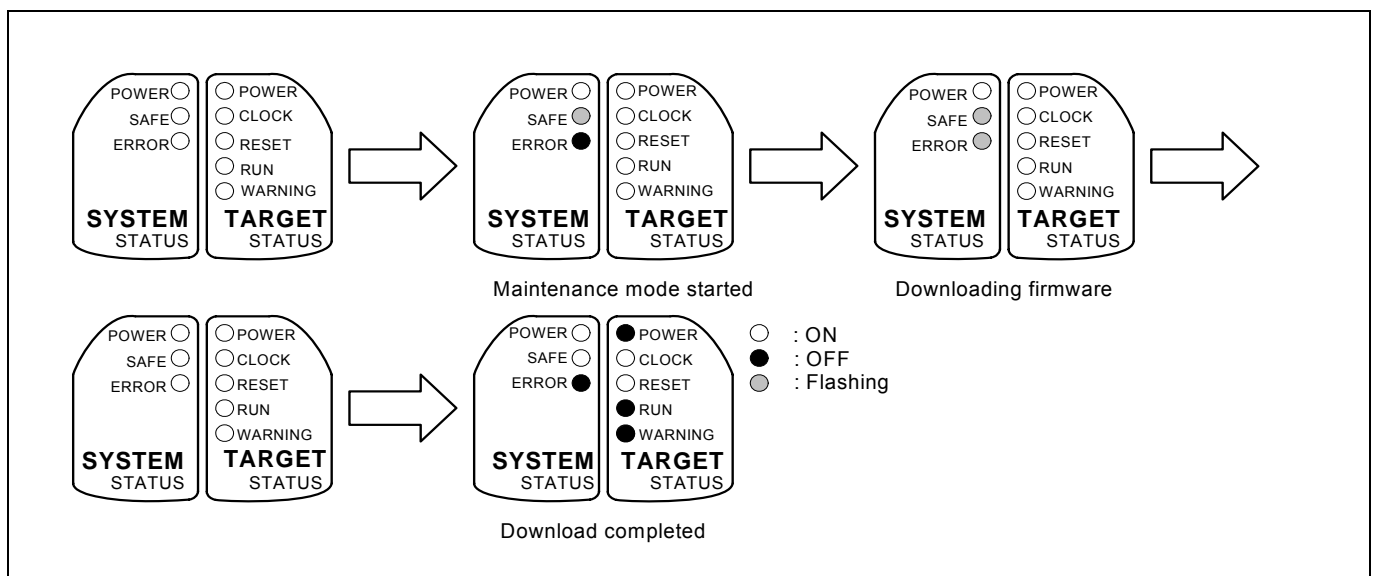 POWER
SAFE
ERROR
SYSTEM
STATUS
POWER
CLOCK
RESET
RUN
WARNING
TARGET
STATUS
POWER
SAFE
ERROR
SYSTEM
STATUS
POWER
CLOCK
RESET
RUN
WARNING
TARGET
STATUS
Maintenance mode started
POWER
SAFE
ERROR
SYSTEM
STATUS
POWER
CLOCK
RESET
RUN
WARNING
TARGET
STATUS
Downloading firmware
POWER
SAFE
ERROR
SYSTEM
STATUS
POWER
CLOCK
RESET
RUN
WARNING
TARGET
STATUS
POWER
SAFE
ERROR
SYSTEM
STATUS
POWER
CLOCK
RESET
RUN
WARNING
TARGET
STATUS
Download completed
: ON
: OFF
: Flashing